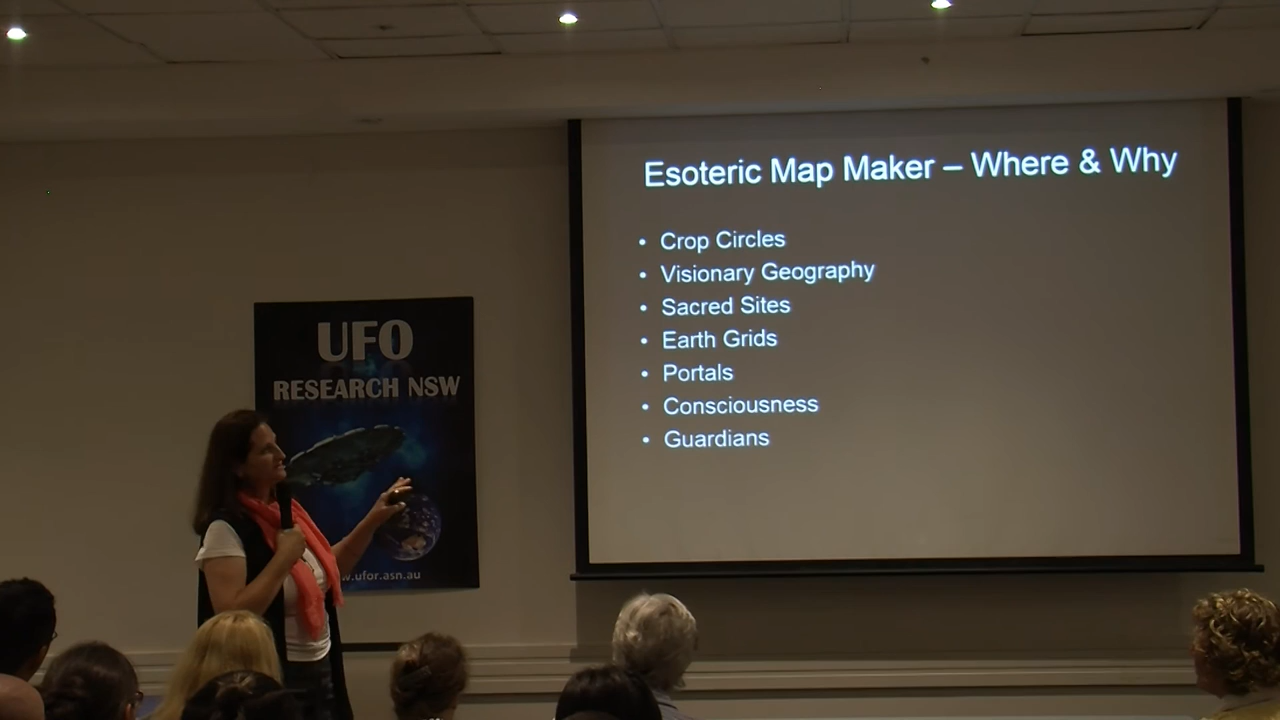 Esoteric Map Maker – Where & Why
• Crop Circles
• Visionary Geography
• Sacred Sites
• Earth Grids
• Portals
• Consciousness
• Guardians
UFO
RESEARCH NSW
w.ufor.asn.au